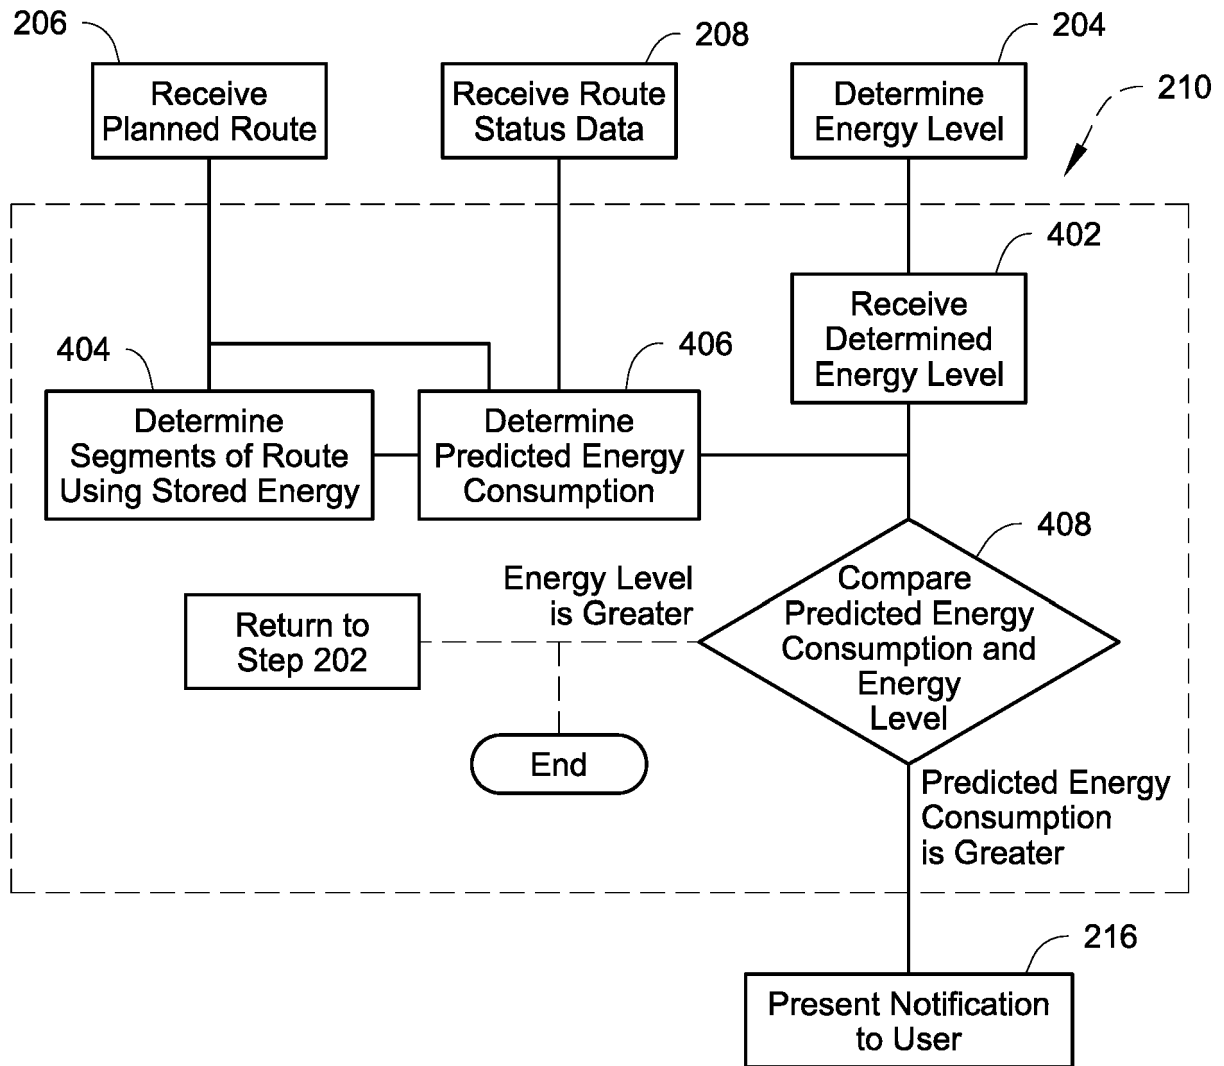 206
208
204
210
Receive
Planned Route
Receive Route
Status Data
Determine
Energy Level
402
Receive
Determined
Energy Level
404
406
Determine
Segments of Route
Using Stored Energy
Determine
Predicted Energy
Consumption
408
Compare
Predicted Energy
Consumption and
Energy
Level
Energy Level
is Greater
Return to
Step 202
End
Predicted Energy
Consumption
is Greater
216
Present Notification
to User